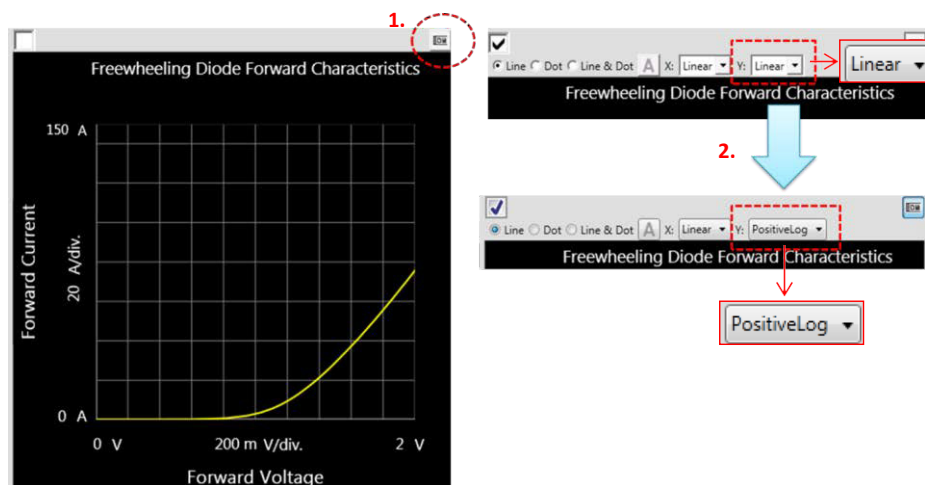 1.
Freewheeling Diode Forward Characteristics
150 A
Forward Current
20 A/div.
0 A
0 V
200 m V/div.
2 V
Forward Voltage
Line Dot Line & Dot A X: Linear Y: Linear
Linear
Freewheeling Diode Forward Characteristics
2.
Line Dot Line & Dot A X: Linear Y: PositiveLog
Freewheeling Diode Forward Characteristics
PositiveLog